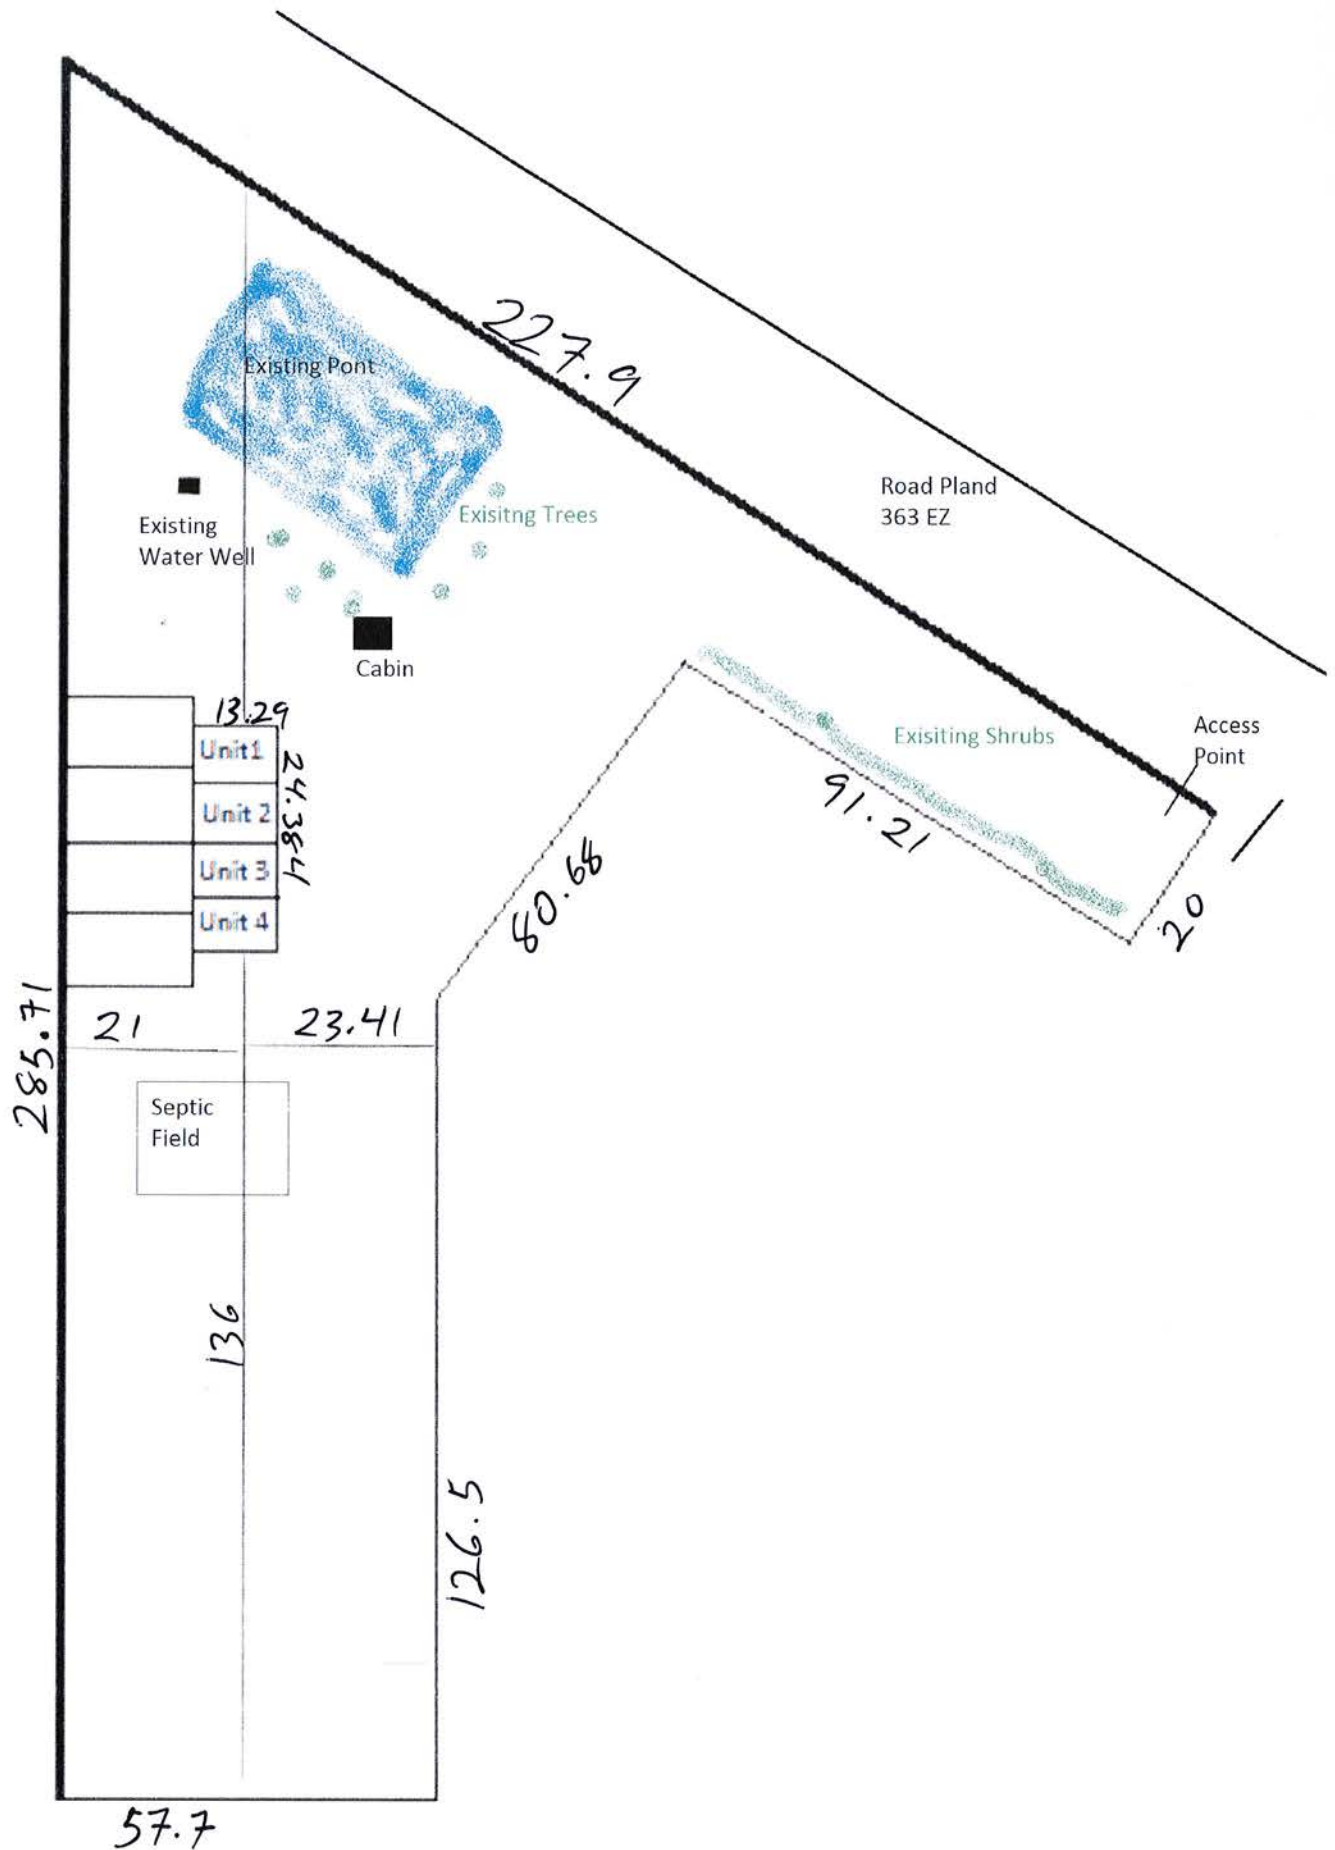 227.9
Existing Pont
Road Pland
363 EZ
Exisitng Trees
Existing
Water Well
Cabin
13.29
Unit1
Unit 2
Unit 3
Unit 4
24.384
Access
Point
Exisiting Shrubs
91.21
80.68
20
285.71
21
23.41
Septic
Field
136
126.5
57.7